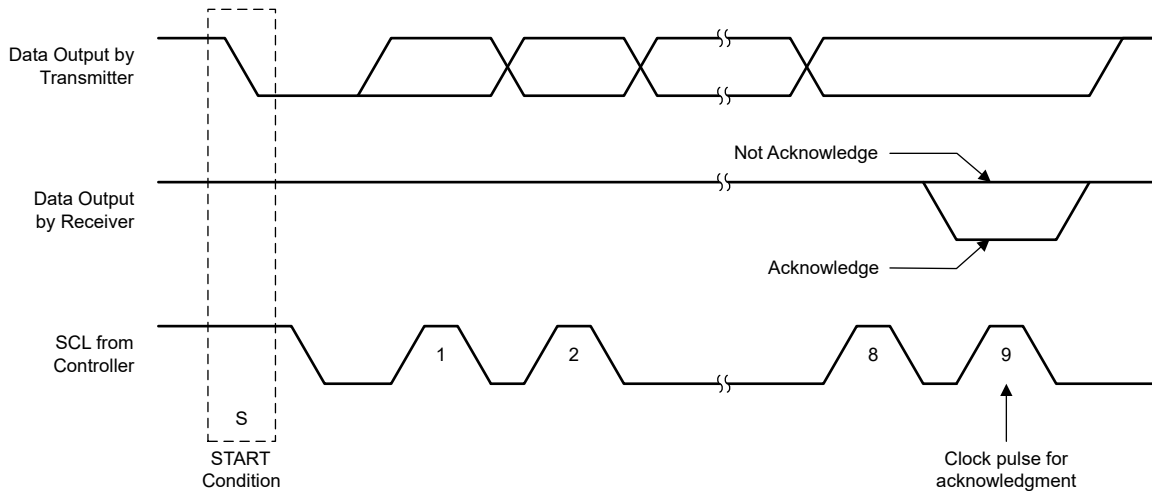 Data Output by
Transmitter
Not Acknowledge
Data Output
by Receiver
Acknowledge
SCL from
Controller
1
2
8
9
S
START
Condition
Clock pulse for
acknowledgment